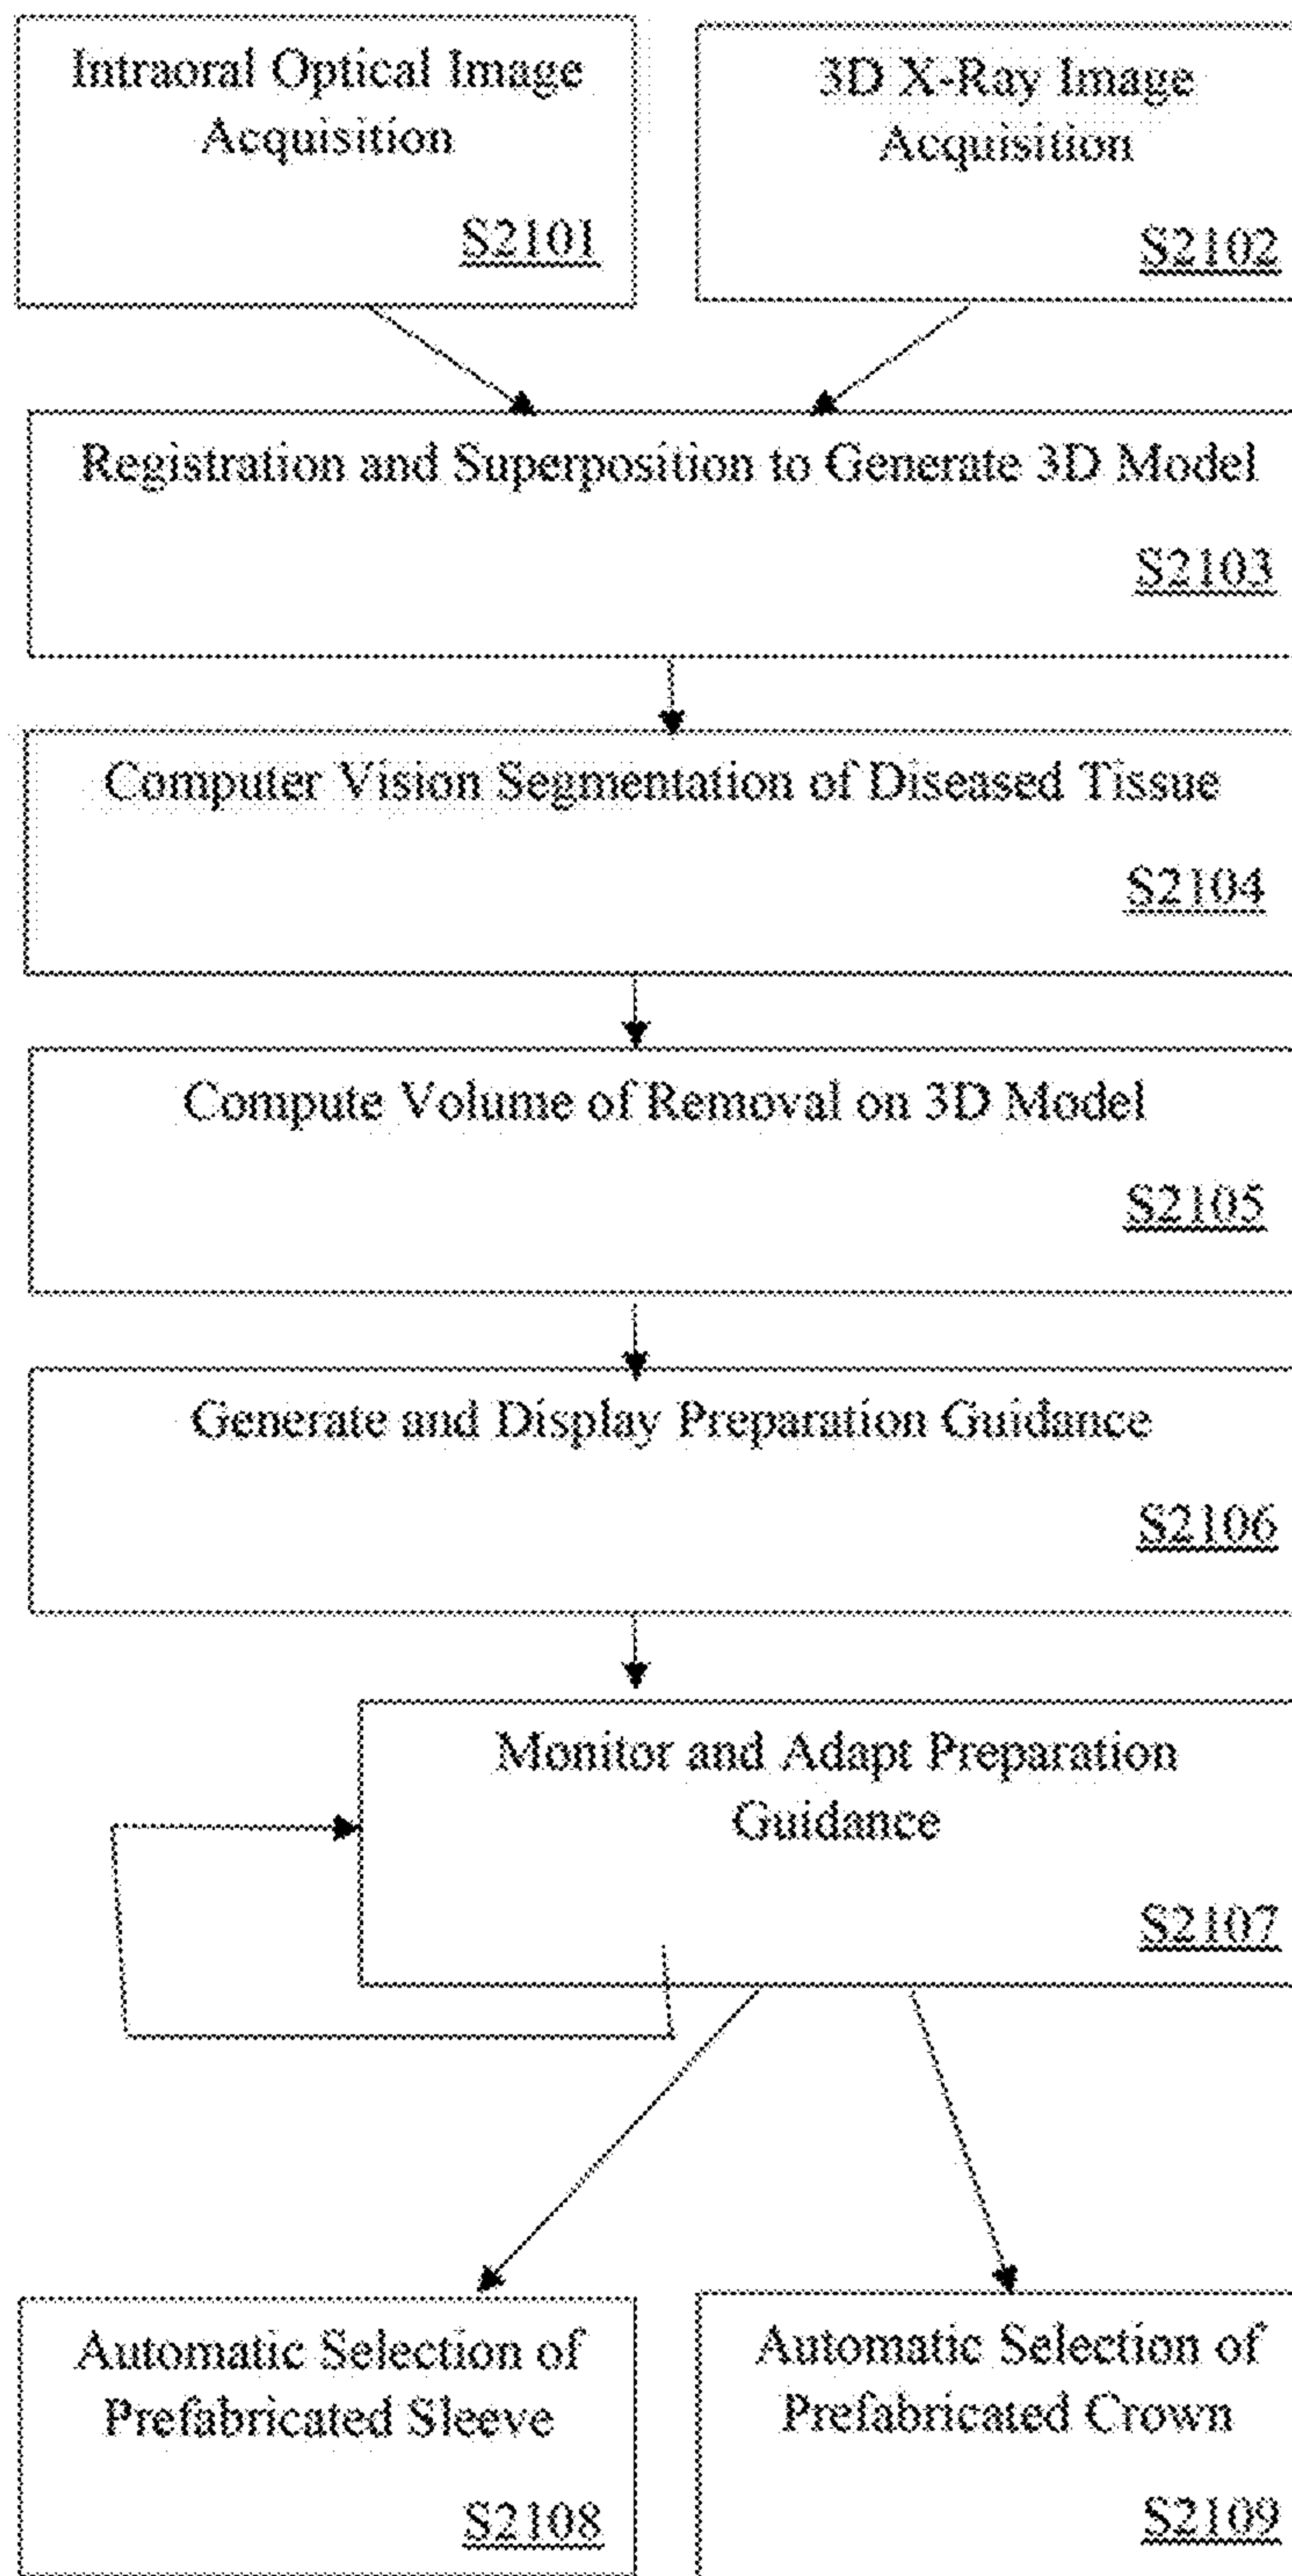 Intraoral Optical Image
Acquisition
S2101
3D X-Ray Image
Acquisition
S2102
Registration and Superposition to Generate 3D Model
S2103
Computer Vision Segmentation of Diseased Tissue
S2104
Compute Volume of Removal on 3D Model
S2105
Generate and Display Preparation Guidance
S2106
Monitor and Adapt Preparation
Guidance
S2107
Automatic Selection of
Prefabricated Sleeve
S2108
Automatic Selection of
Prefabricated Crown
S2109